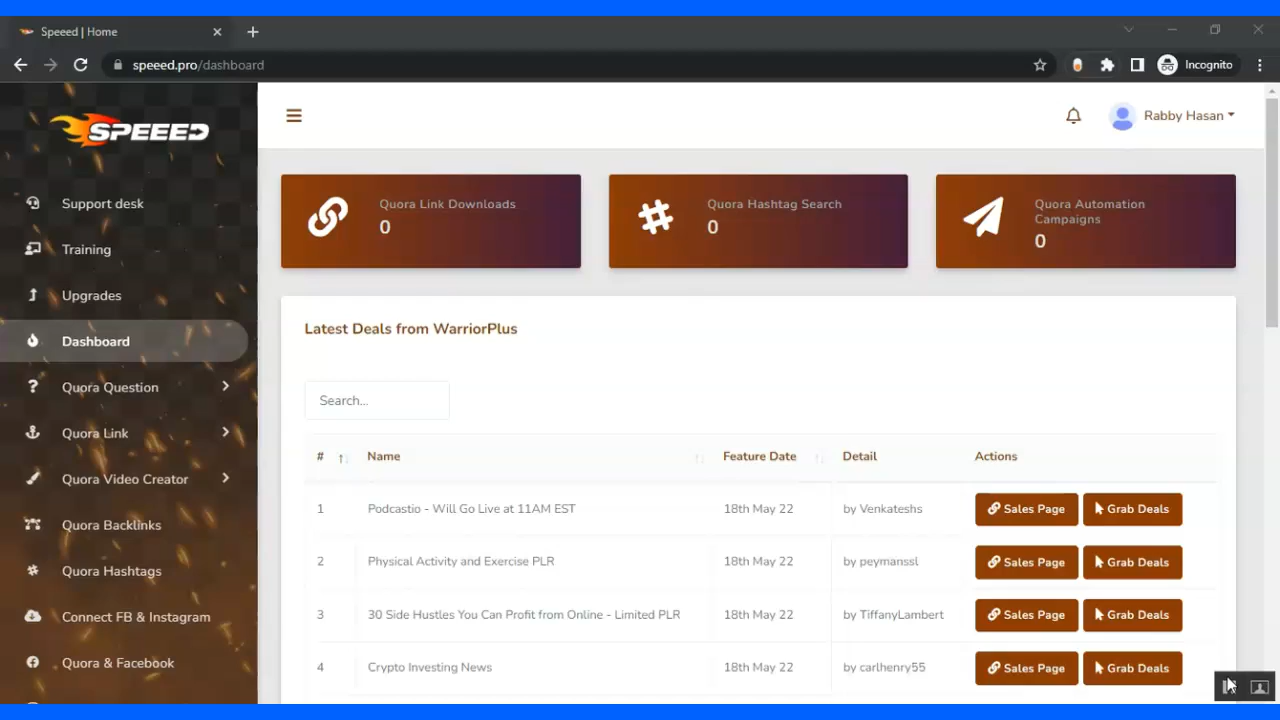 Speeed | Home
speeed.pro/dashboard
Incognito
SPEEED
Rabby Hasan
Support desk
Training
Upgrades
Dashboard
Quora Question
Quora Link
Quora Video Creator
Quora Backlinks
Quora Hashtags
Connect FB & Instagram
Quora & Facebook
Quora Link Downloads
0
Quora Hashtag Search
0
Quora Automation
Campaigns
0
Latest Deals from WarriorPlus
Search...
# Name Feature Date Detail Actions
1 Podcastio - Will Go Live at 11AM EST 18th May 22 by Venkateshs Sales Page Grab Deals
2 Physical Activity and Exercise PLR 18th May 22 by peymanssl Sales Page Grab Deals
3 30 Side Hustles You Can Profit from Online - Limited PLR 18th May 22 by TiffanyLambert Sales Page Grab Deals
4 Crypto Investing News 18th May 22 by carlhenry55 Sales Page Grab Deals